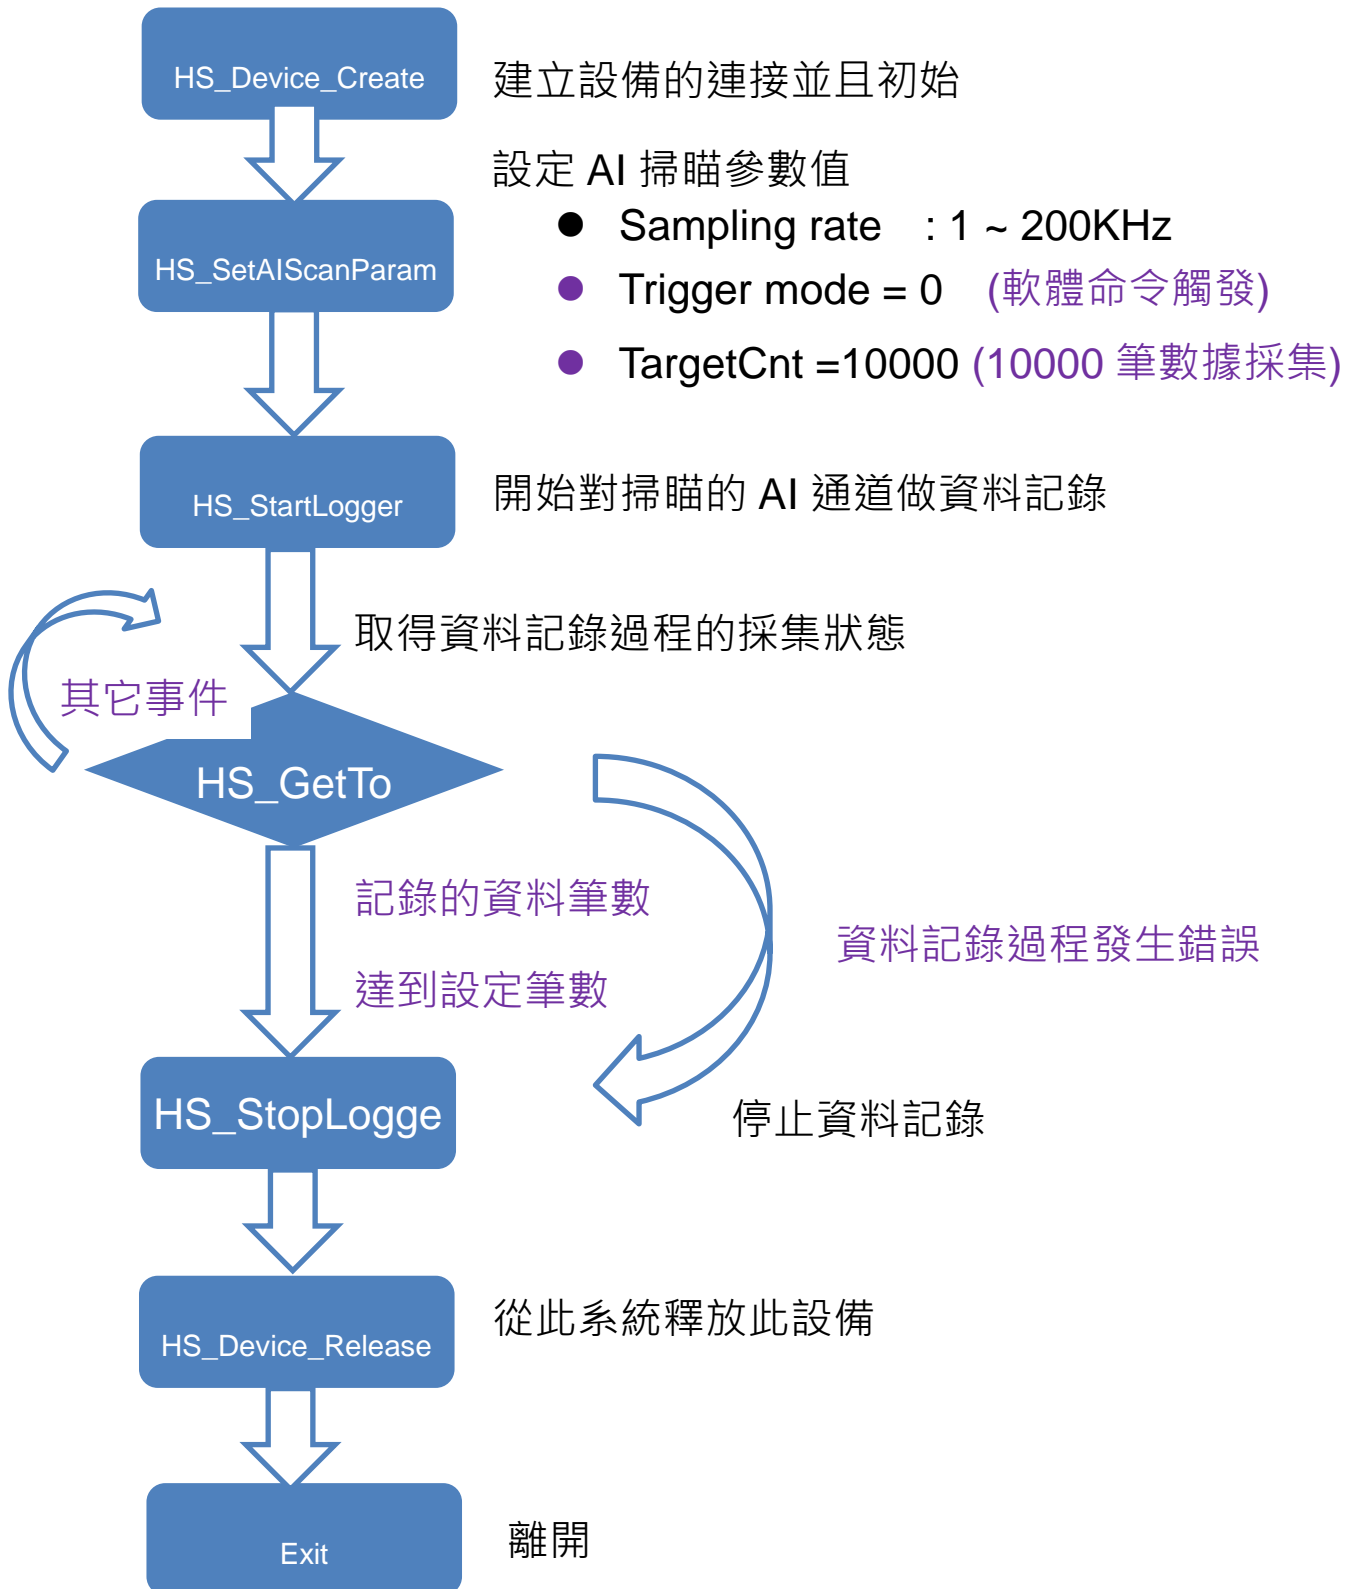 HS_Device_Create
建立設備的連接並且初始
設定 AI 掃瞄參數值
HS_SetAIScanParam
● Sampling rate : 1 ~ 200KHz
● Trigger mode = 0 (軟體命令觸發)
● TargetCnt =10000 (10000 筆數據採集)
HS_StartLogger
開始對掃瞄的 AI 通道做資料記錄
取得資料記錄過程的採集狀態
其它事件
HS_GetTo
記錄的資料筆數
達到設定筆數
資料記錄過程發生錯誤
HS_StopLogge
停止資料記錄
HS_Device_Release
從此系統釋放此設備
Exit
離開